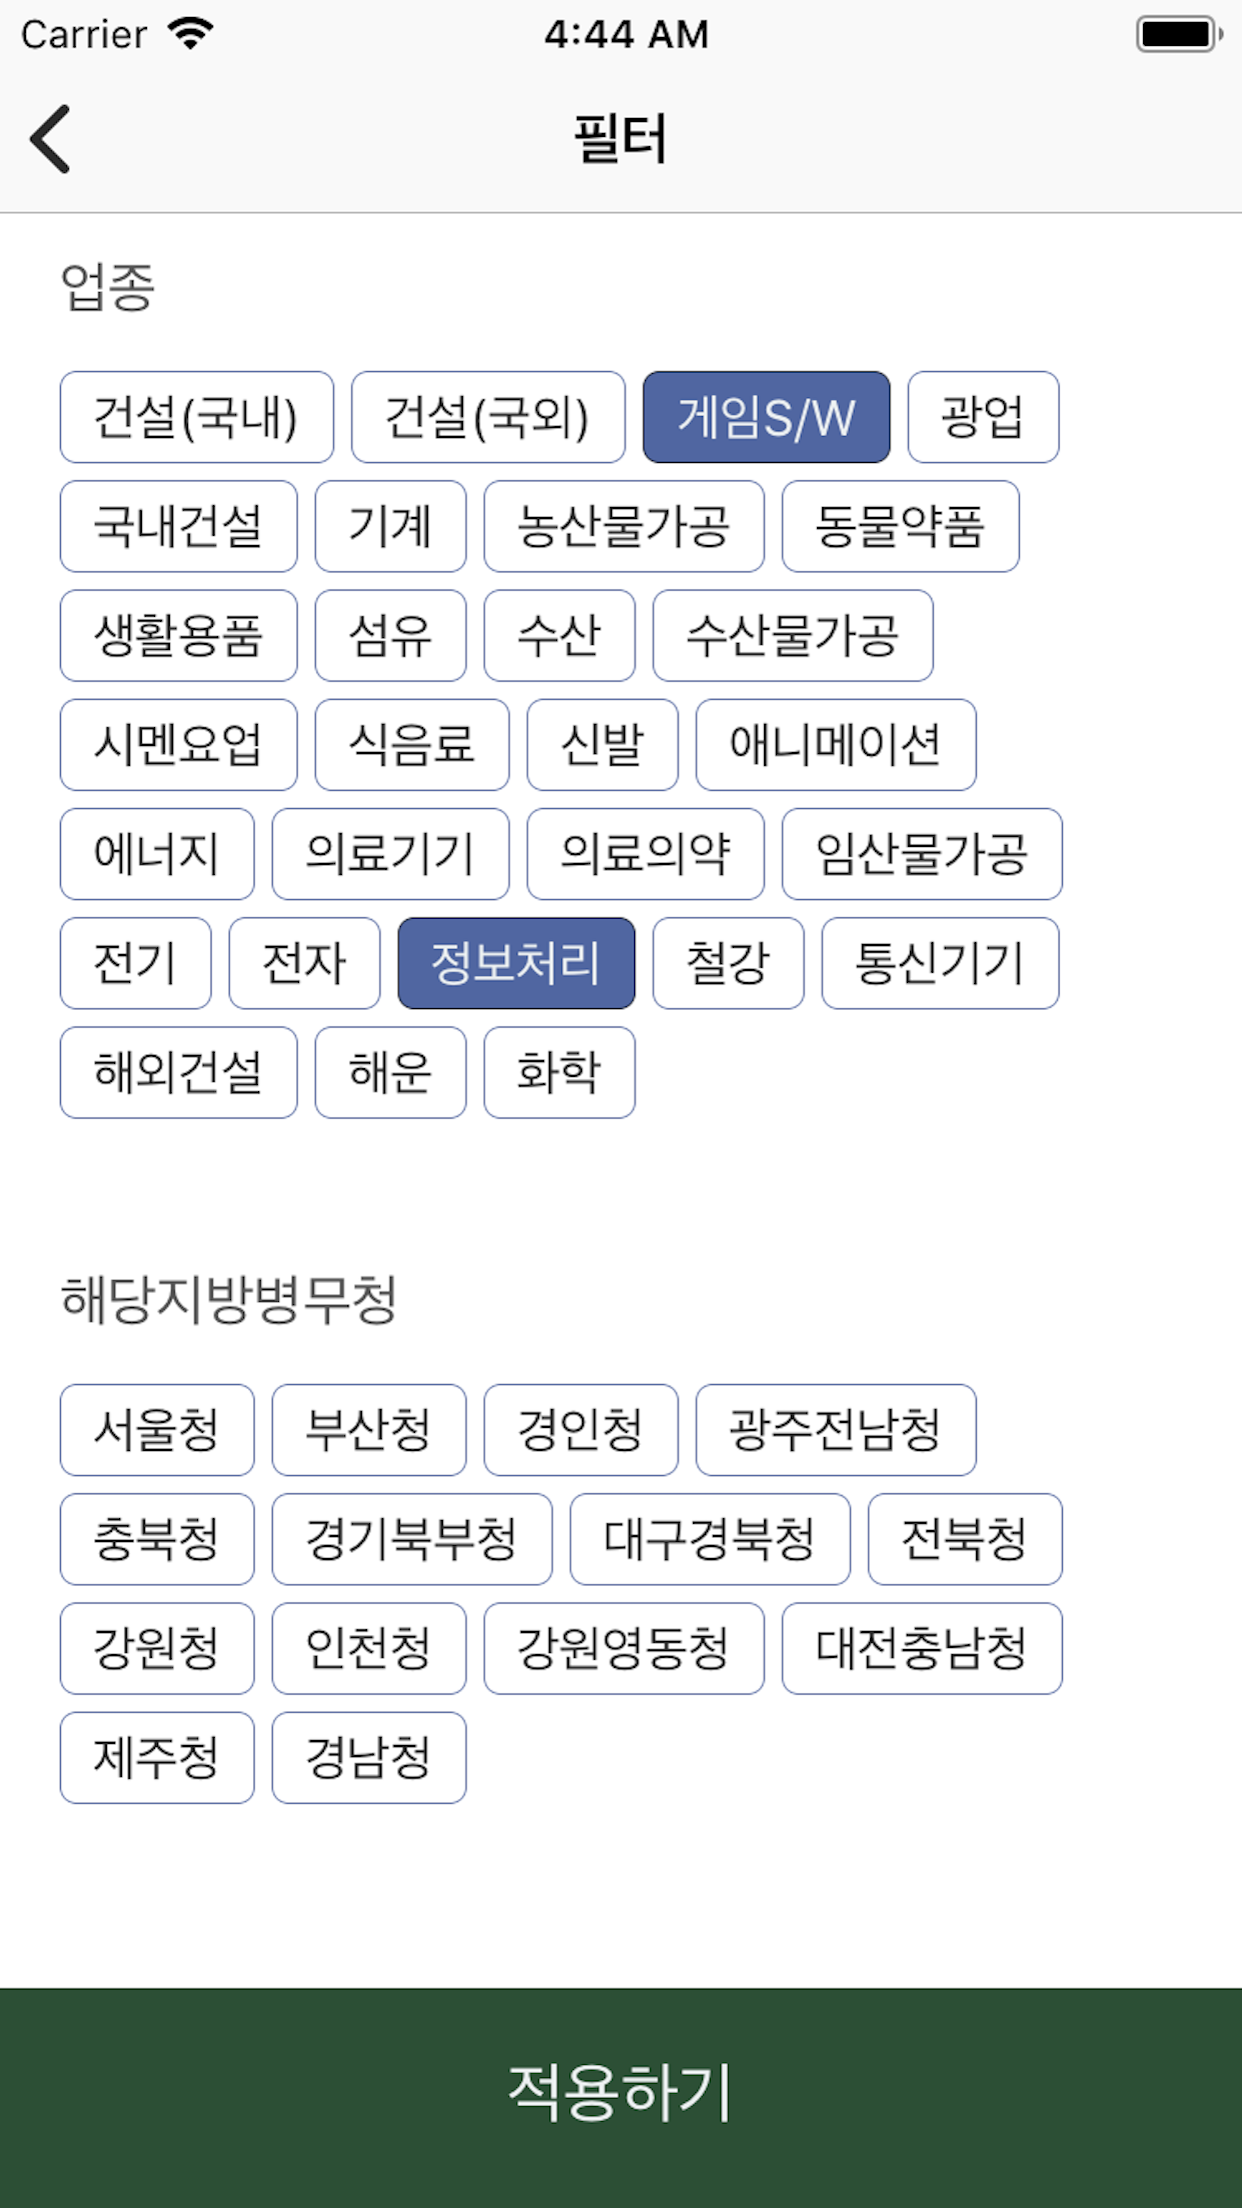 Carrier 4:44 AM
필터
업종
건설(국내) 건설(국외) 게임S/W 광업
국내건설 기계 농산물가공 동물약품
생활용품 섬유 수산 수산물가공
시멘요업 식음료 신발 애니메이션
에너지 의료기기 의료의약 임산물가공
전기 전자 정보처리 철강 통신기기
해외건설 해운 화학
해당지방병무청
서울청 부산청 경인청 광주전남청
충북청 경기북부청 대구경북청 전북청
강원청 인천청 강원영동청 대전충남청
제주청 경남청
적용하기